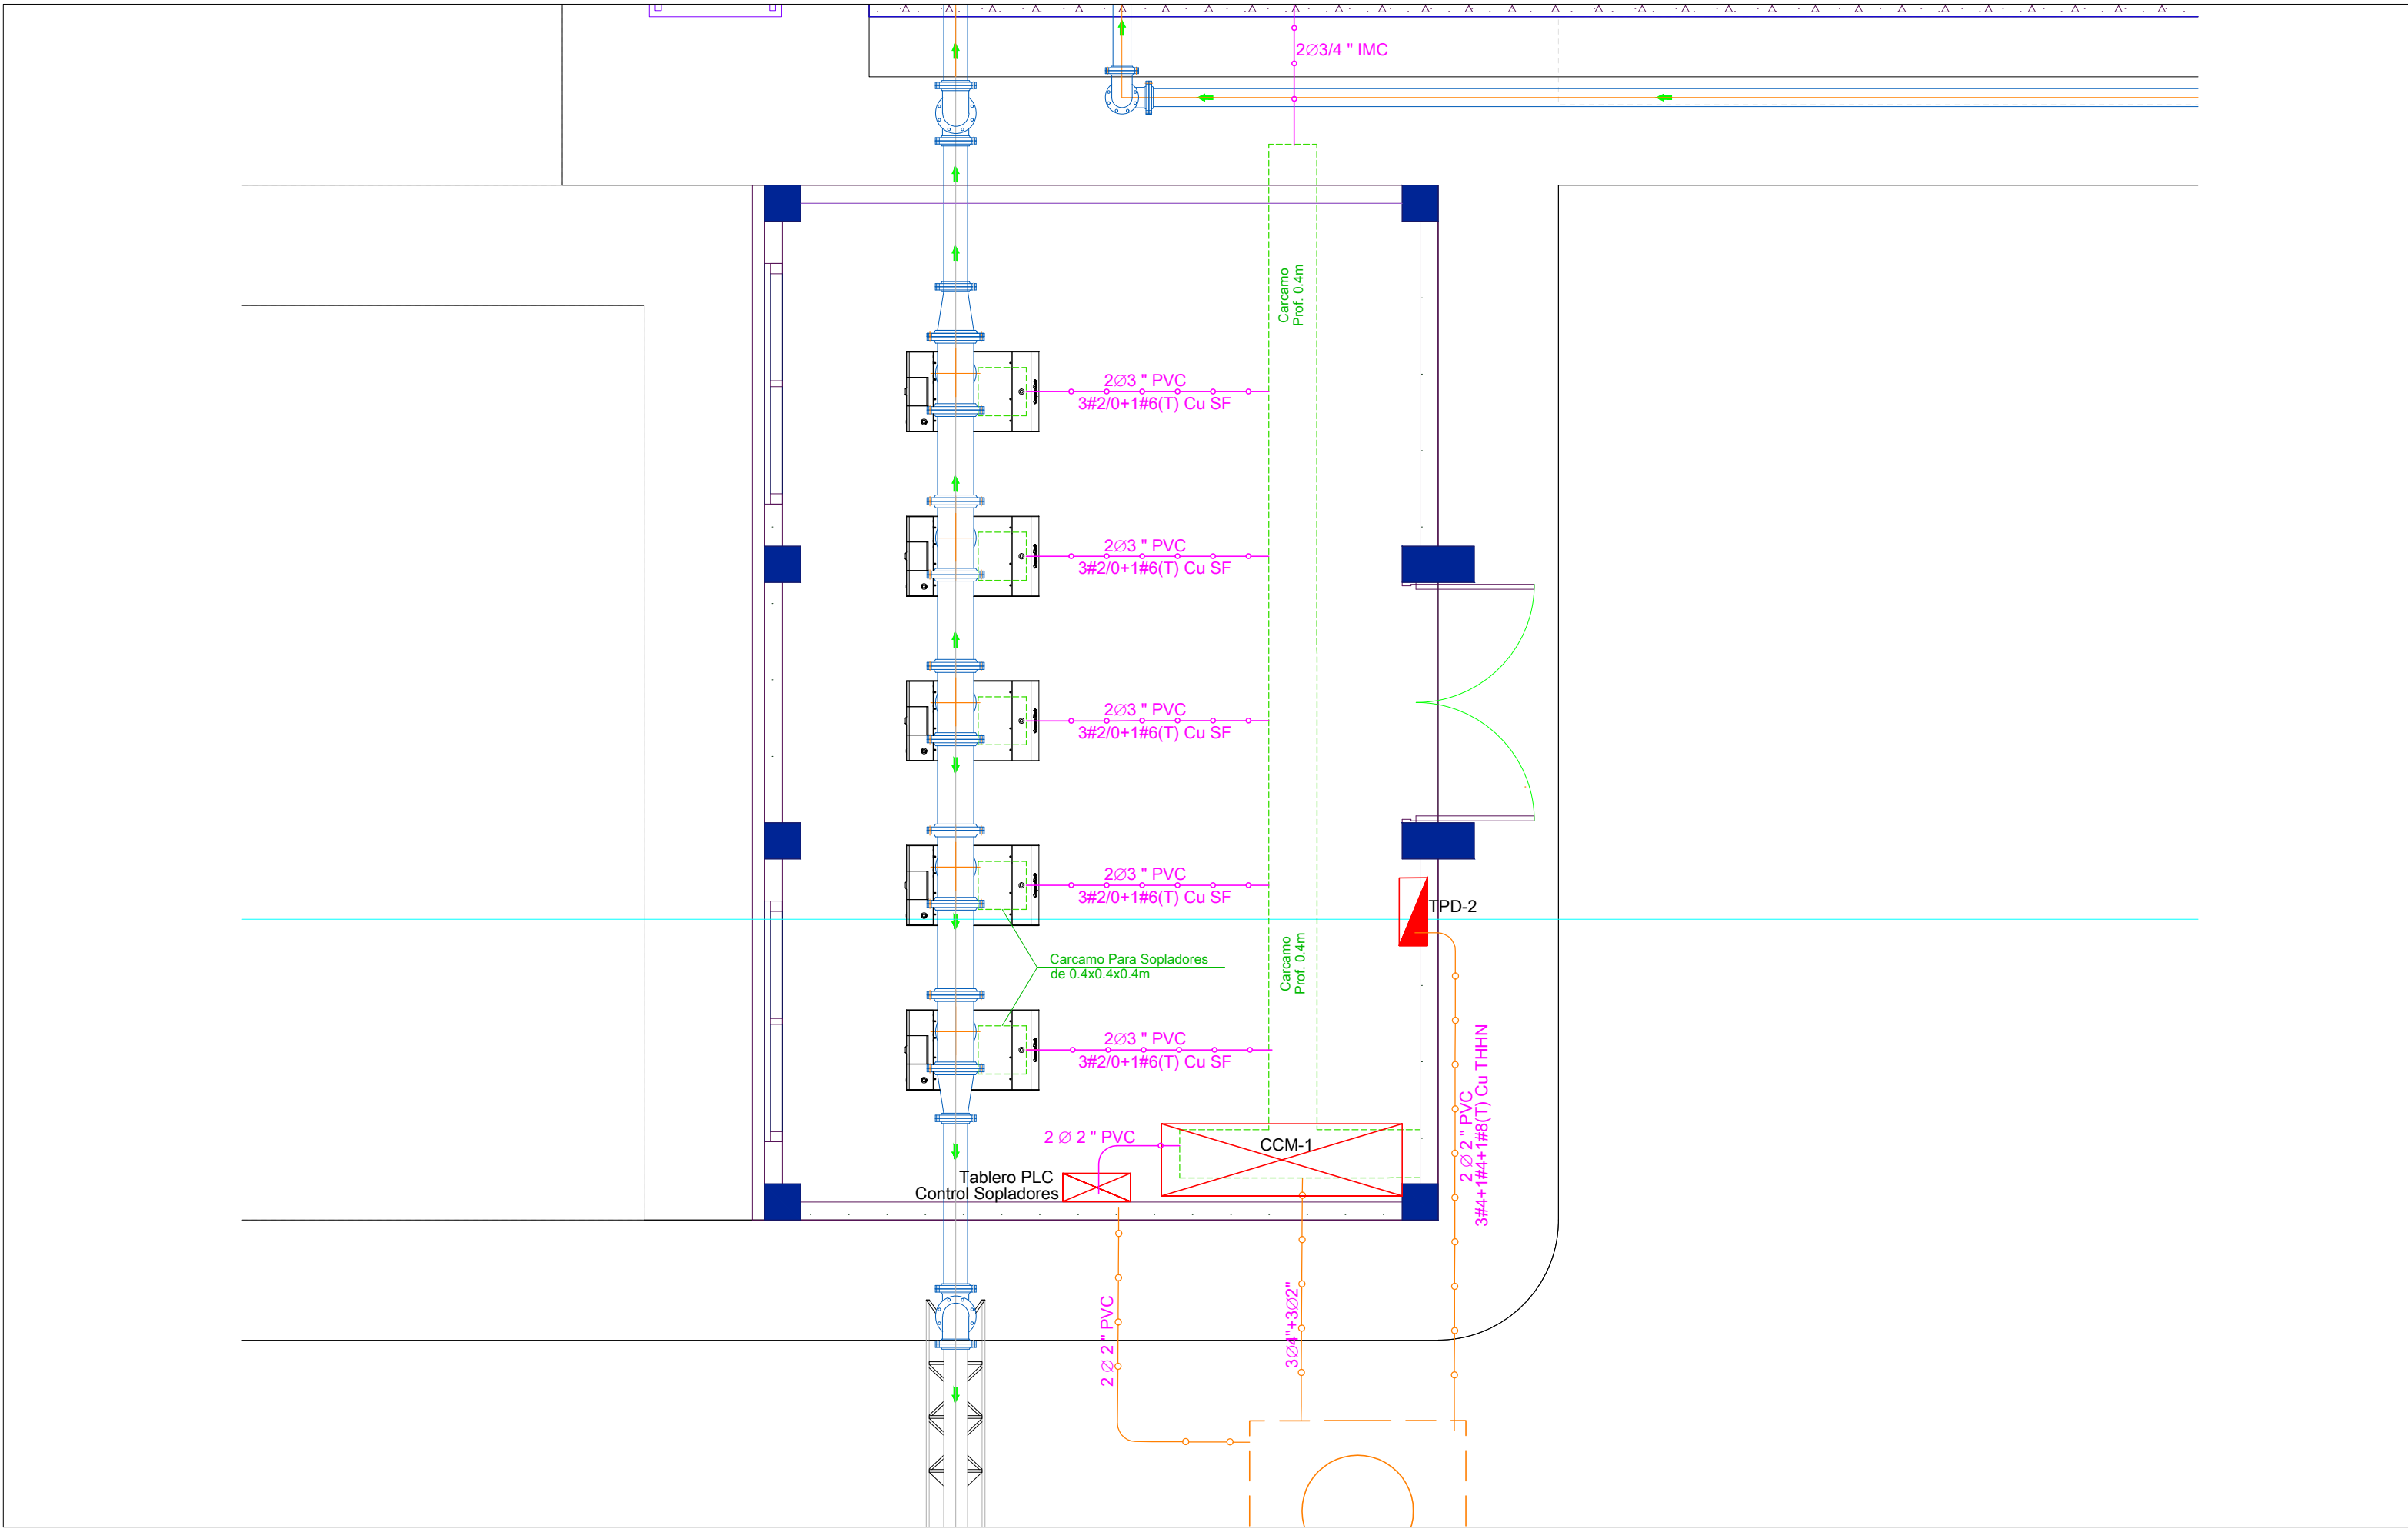 2∅3/4 " IMC
Carcamo
Prof. 0.4m
2∅3 " PVC
3#2/0+1#6(T) Cu SF
2∅3 " PVC
3#2/0+1#6(T) Cu SF
2∅3 " PVC
3#2/0+1#6(T) Cu SF
2∅3 " PVC
3#2/0+1#6(T) Cu SF
TPD-2
Carcamo Para Sopladores
de 0.4x0.4x0.4m
Carcamo
Prof. 0.4m
2∅3 " PVC
3#2/0+1#6(T) Cu SF
2 ∅ 2 " PVC
3#4+1#4+1#8(T) Cu THHN
2 ∅ 2 " PVC
CCM-1
Tablero PLC
Control Sopladores
2 ∅ 2 " PVC
3∅4"+3∅2"